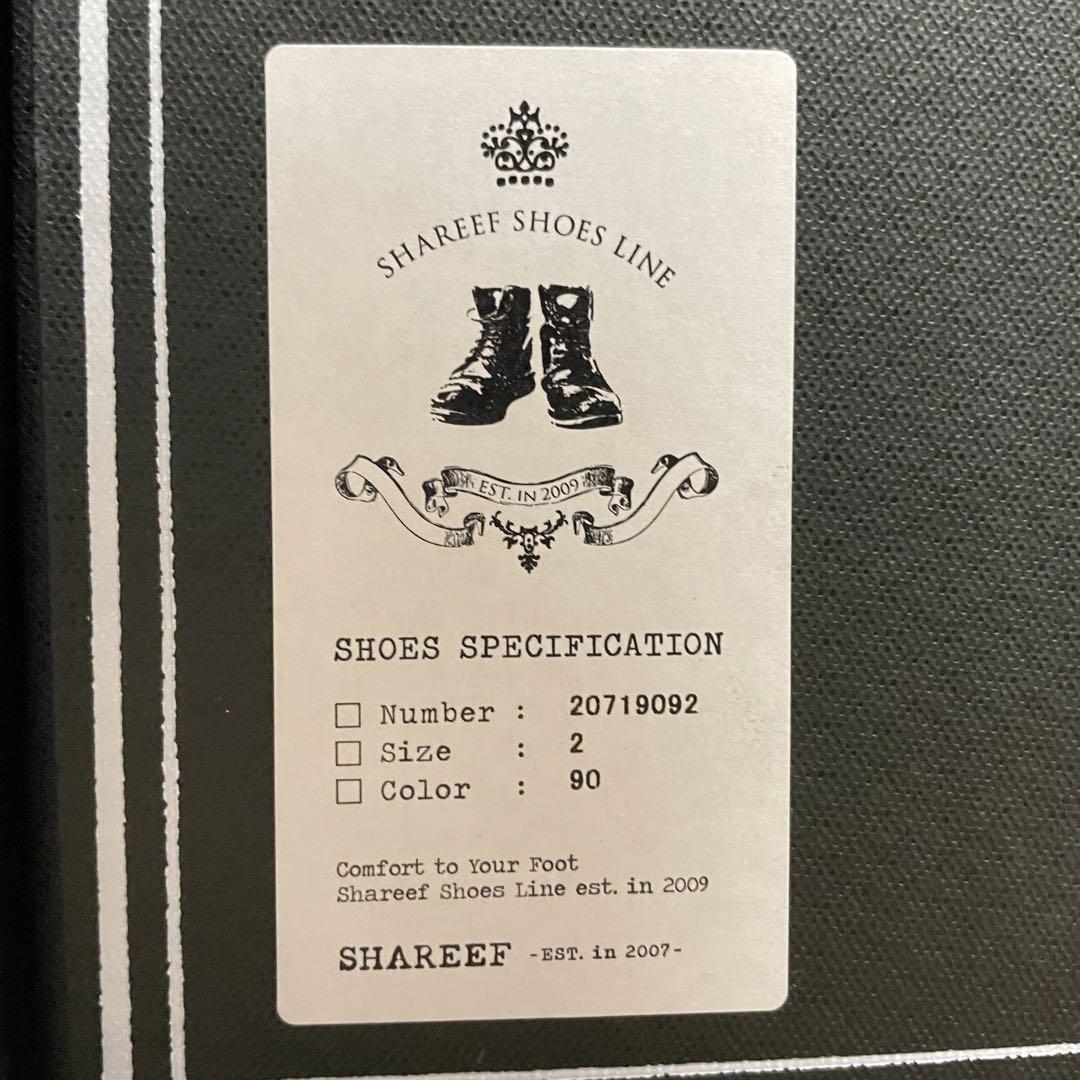 SHAREEF SHOES LINE
EST. IN 2009
SHOES SPECIFICATION
☐ Number : 20719092
☐ Size : 2
☐ Color : 90
Comfort to Your Foot
Shareef Shoes Line est. in 2009
SHAREEF -EST. in 2007-